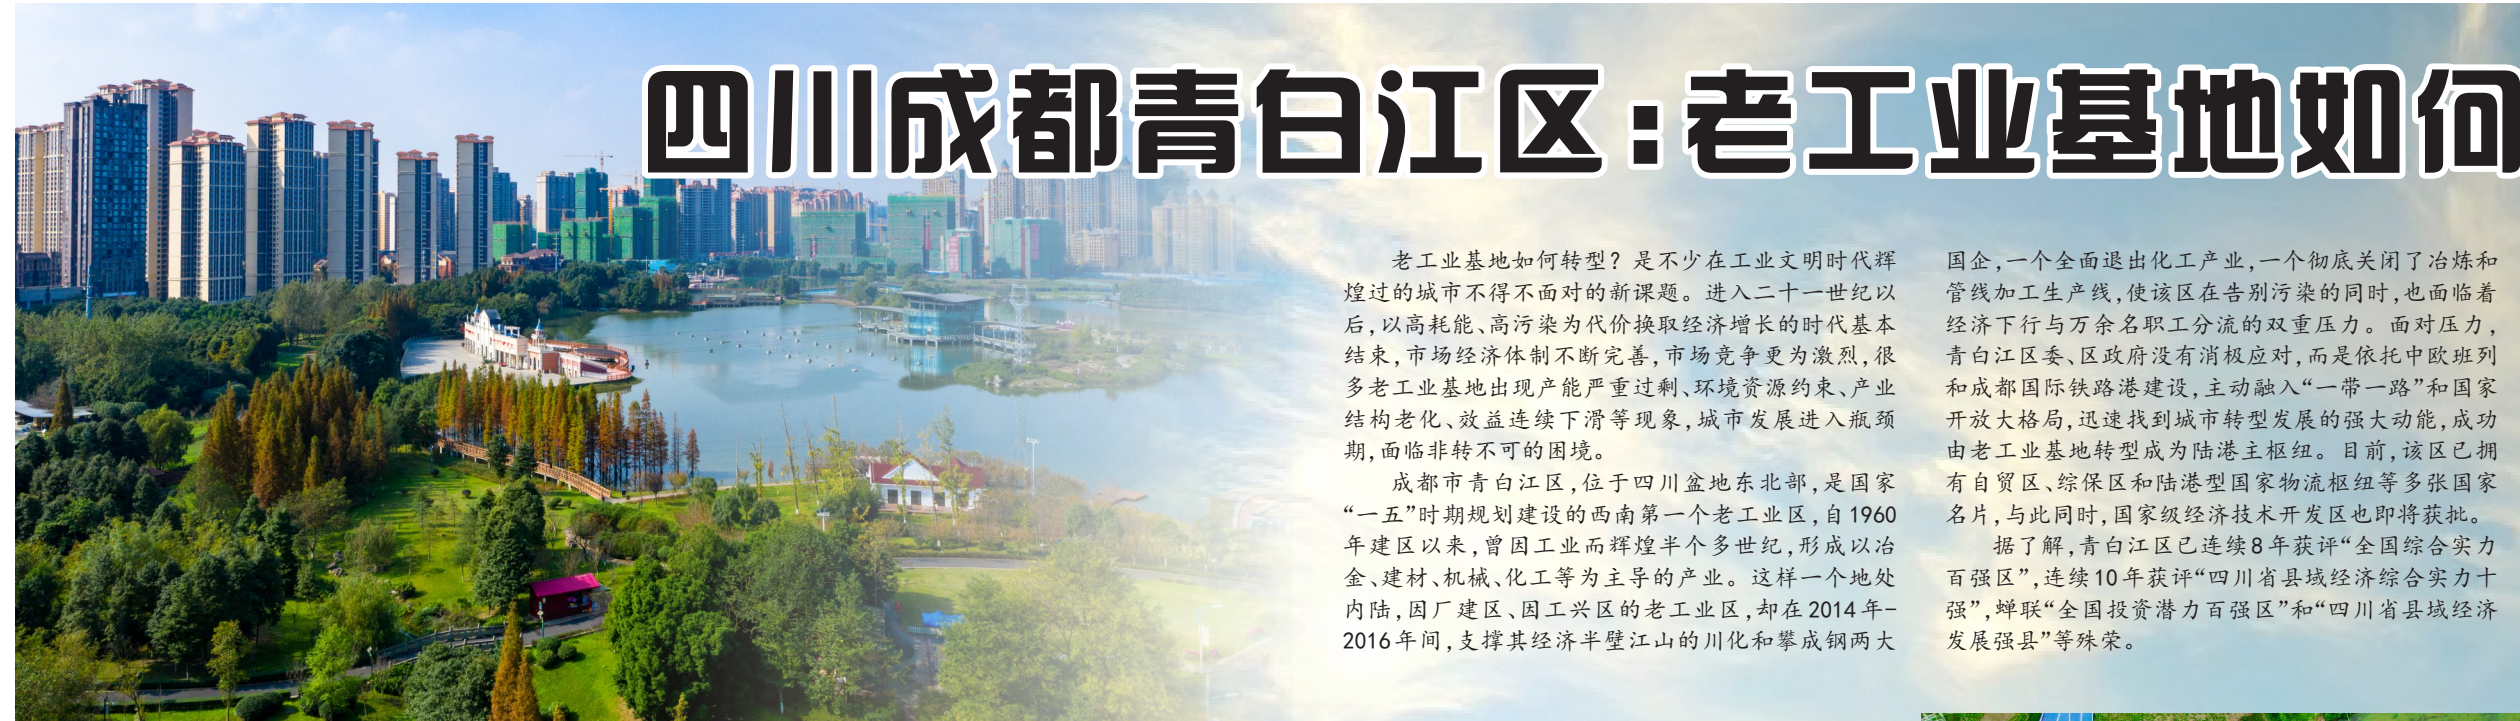 四川成都青白江区:老工业基地如何
老工业基地如何转型？是不少在工业文明时代辉
煌过的城市不得不面对的新课题。进入二十一世纪以
后,以高耗能、高污染为代价换取经济增长的时代基本
结束,市场经济体制不断完善,市场竞争更为激烈,很
多老工业基地出现产能严重过剩、环境资源约束、产业
结构老化、效益连续下滑等现象,城市发展进入瓶颈
期,面临非转不可的困境。
成都市青白江区,位于四川盆地东北部,是国家
“一五”时期规划建设的西南第一个老工业区,自1960
年建区以来,曾因工业而辉煌半个多世纪,形成以冶
金、建材、机械、化工等为主导的产业。这样一个地处
内陆,因厂建区、因工兴区的老工业区,却在2014年-
2016年间,支撑其经济半壁江山的川化和攀成钢两大
国企,一个全面退出化工产业,一个彻底关闭了冶炼和
管线加工生产线,使该区在告别污染的同时,也面临着
经济下行与万余名职工分流的双重压力。面对压力,
青白江区委、区政府没有消极应对,而是依托中欧班列
和成都国际铁路港建设,主动融入“一带一路”和国家
开放大格局,迅速找到城市转型发展的强大动能,成功
由老工业基地转型成为陆港主枢纽。目前,该区已拥
有自贸区、综保区和陆港型国家物流枢纽等多张国家
名片,与此同时,国家级经济技术开发区也即将获批。
据了解,青白江区已连续8年获评“全国综合实力
百强区”,连续10年获评“四川省县域经济综合实力十
强”,蝉联“全国投资潜力百强区”和“四川省县域经济
发展强县”等殊荣。